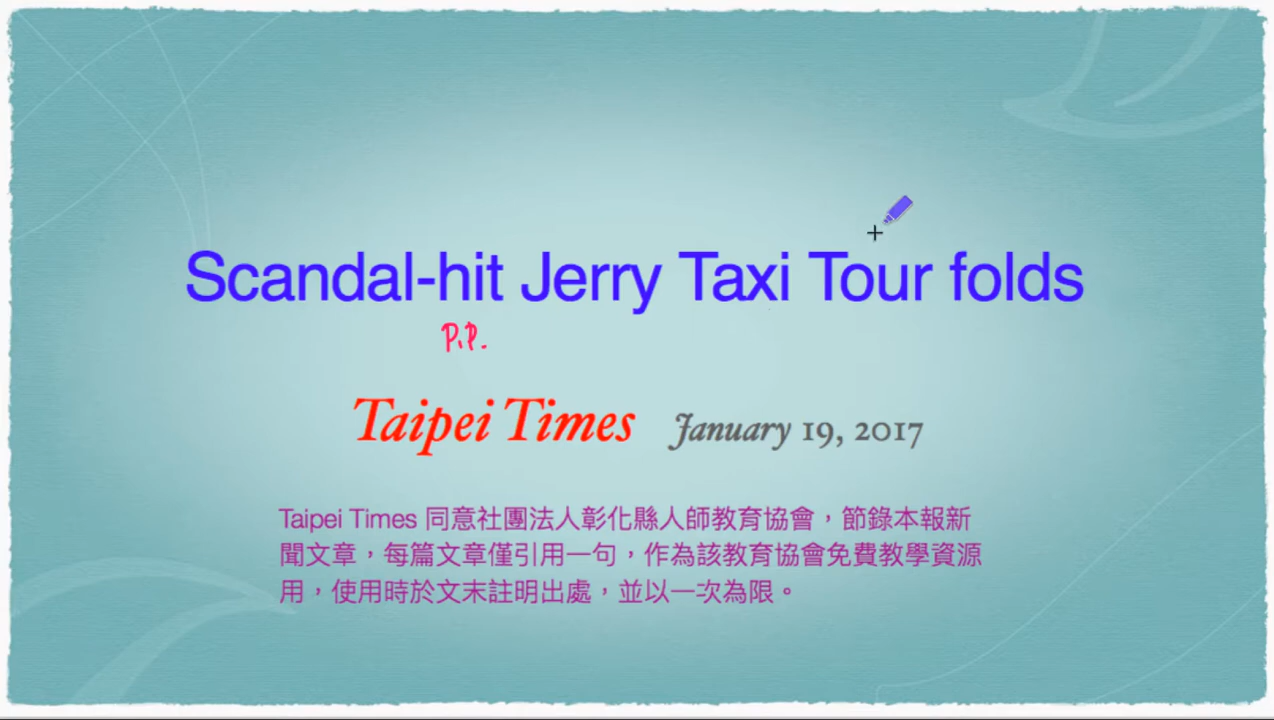 Scandal-hit Jerry Taxi Tour folds
p.p.
Taipei Times January 19, 2017
Taipei Times 同意社團法人彰化縣人師教育協會，節錄本報新
聞文章，每篇文章僅引用一句，作為該教育協會免費教學資源
用，使用時於文末註明出處，並以一次為限。